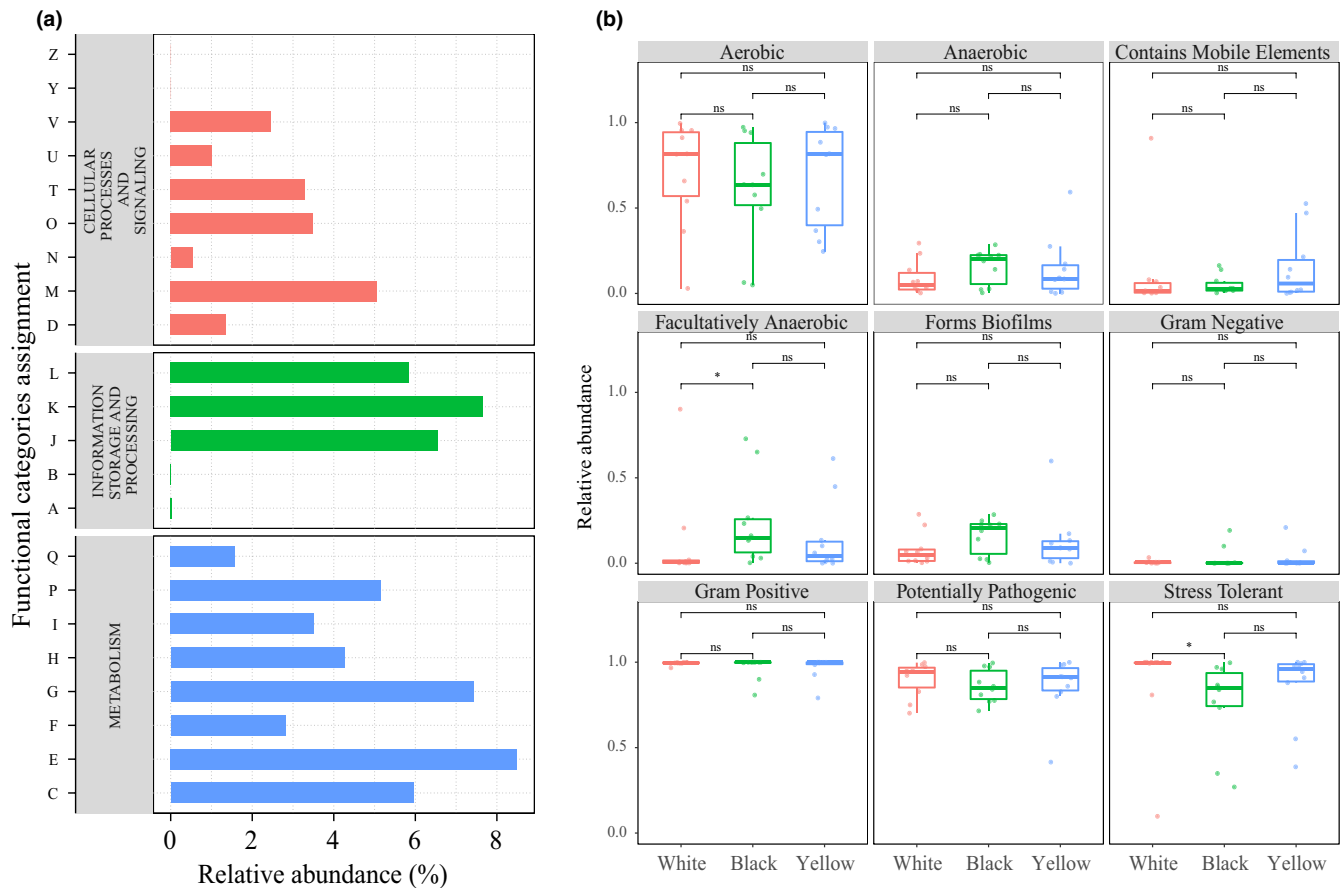 (a)
Functional categories assignment
CELLULAR
PROCESSES
AND
SIGNALING
Z
Y
V
U
T
O
N
M
D
INFORMATION
STORAGE AND
PROCESSING
L
K
J
B
A
METABOLISM
Q
P
I
H
G
F
E
C
0 2 4 6 8
Relative abundance (%)
(b)
Relative abundance
Aerobic Anaerobic Contains Mobile Elements
ns ns ns
ns ns ns
ns ns ns
1.0
0.5
0.0
Facultatively Anaerobic Forms Biofilms Gram Negative
ns ns ns
ns ns ns
* ns ns
1.0
0.5
0.0
Gram Positive Potentially Pathogenic Stress Tolerant
ns ns ns
ns ns ns
ns ns *
1.0
0.5
0.0
White Black Yellow White Black Yellow White Black Yellow